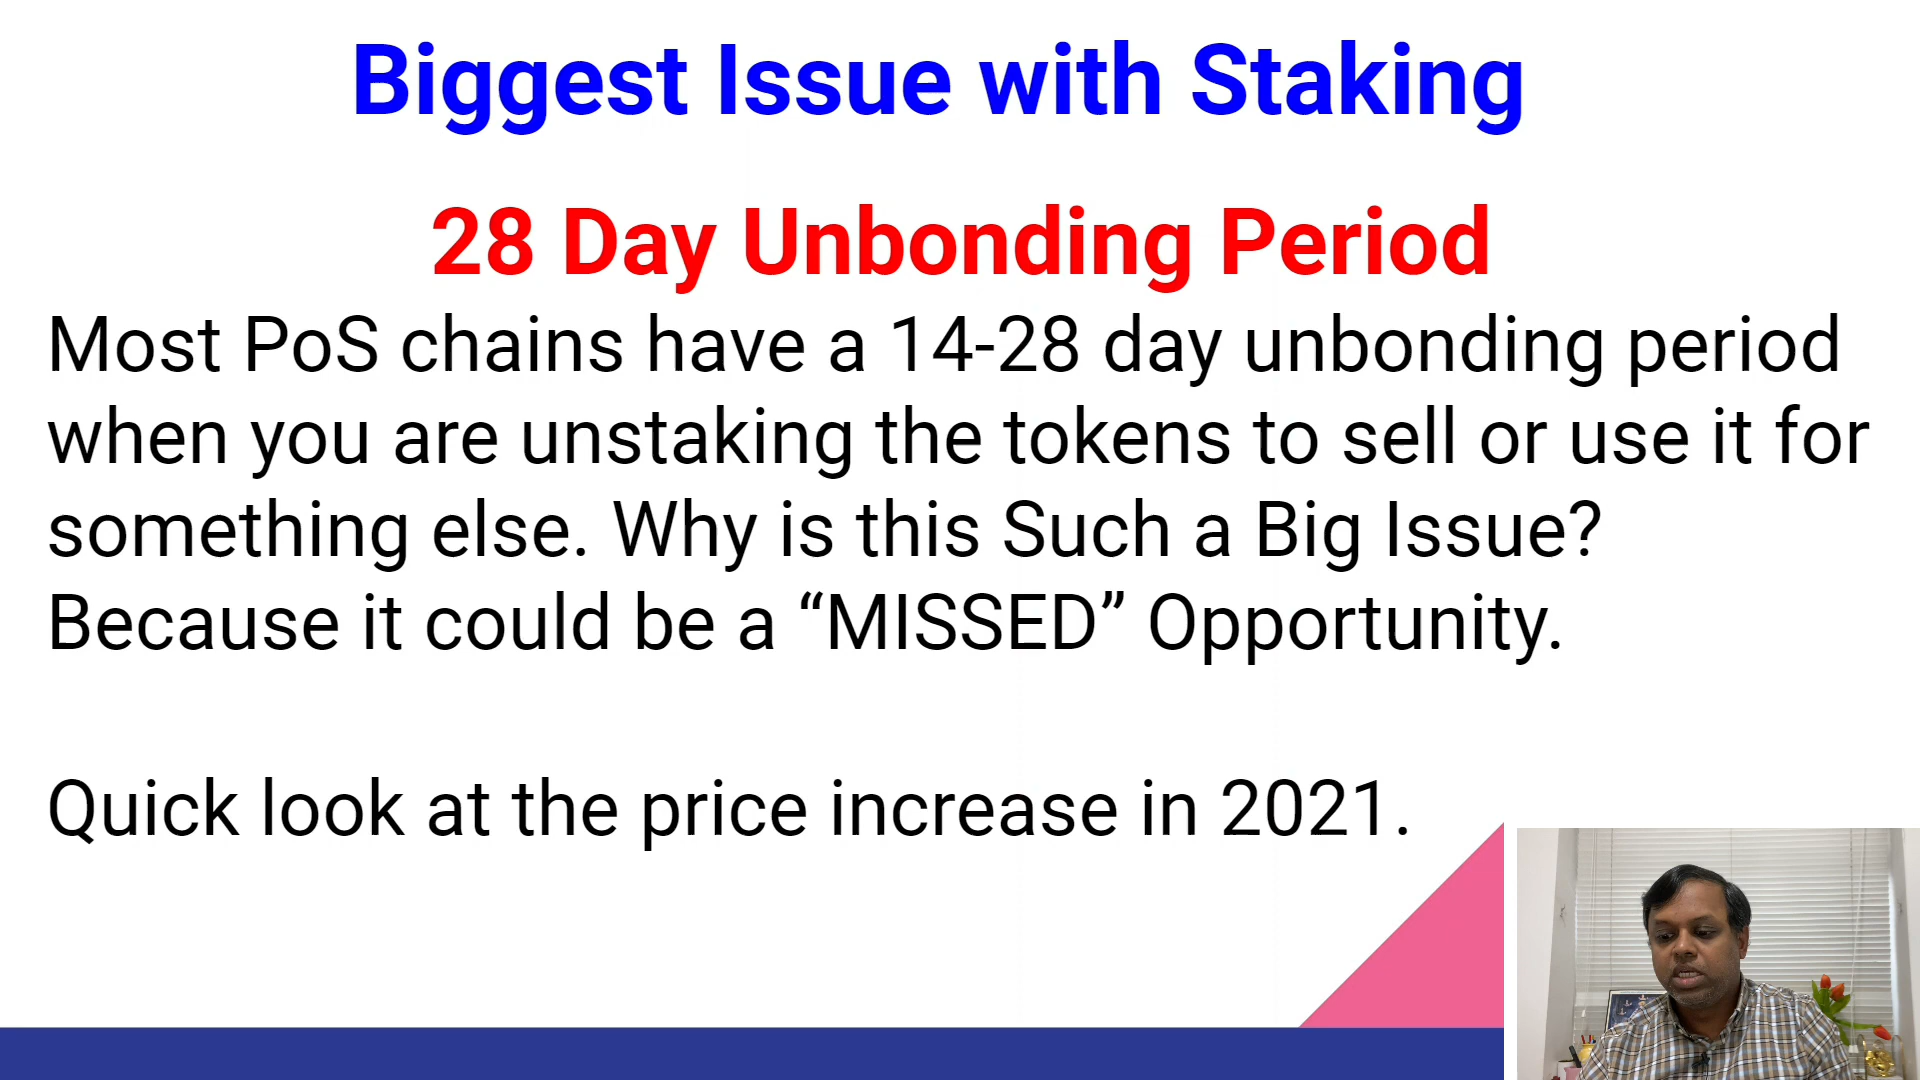 Biggest Issue with Staking
28 Day Unbonding Period
Most PoS chains have a 14-28 day unbonding period
when you are unstaking the tokens to sell or use it for
something else. Why is this Such a Big Issue?
Because it could be a “MISSED” Opportunity.
Quick look at the price increase in 2021.